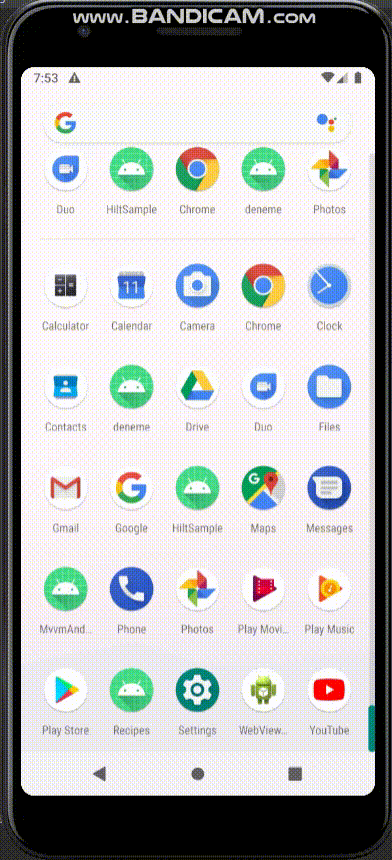 www.BANDICAM.com
7:53
Duo HiltSample Chrome deneme Photos
11
Calculator Calendar Camera Chrome Clock
Contacts deneme Drive Duo Files
Gmail Google HiltSample Maps Messages
MvvmAnd... Phone Photos Play Movi... Play Music
Play Store Recipes Settings WebView... YouTube